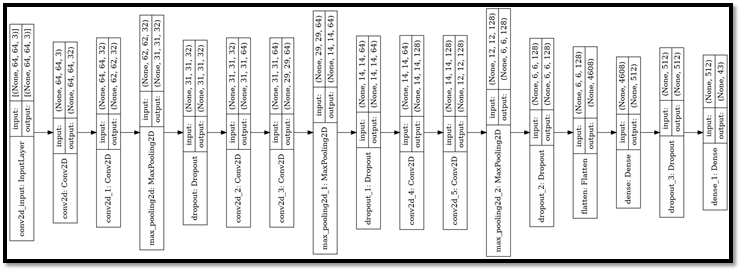 conv2d_input: InputLayer
input: [(None, 64, 64, 3)]
output: [(None, 64, 64, 3)]
conv2d: Conv2D
input: (None, 64, 64, 3)
output: (None, 64, 64, 32)
conv2d_1: Conv2D
input: (None, 64, 64, 32)
output: (None, 62, 62, 32)
max_pooling2d: MaxPooling2D
input: (None, 62, 62, 32)
output: (None, 31, 31, 32)
dropout: Dropout
input: (None, 31, 31, 32)
output: (None, 31, 31, 32)
conv2d_2: Conv2D
input: (None, 31, 31, 32)
output: (None, 31, 31, 64)
conv2d_3: Conv2D
input: (None, 31, 31, 64)
output: (None, 29, 29, 64)
max_pooling2d_1: MaxPooling2D
input: (None, 29, 29, 64)
output: (None, 14, 14, 64)
dropout_1: Dropout
input: (None, 14, 14, 64)
output: (None, 14, 14, 64)
conv2d_4: Conv2D
input: (None, 14, 14, 64)
output: (None, 14, 14, 128)
conv2d_5: Conv2D
input: (None, 14, 14, 128)
output: (None, 12, 12, 128)
max_pooling2d_2: MaxPooling2D
input: (None, 12, 12, 128)
output: (None, 6, 6, 128)
dropout_2: Dropout
input: (None, 6, 6, 128)
output: (None, 6, 6, 128)
flatten: Flatten
input: (None, 6, 6, 128)
output: (None, 4608)
dense: Dense
input: (None, 4608)
output: (None, 512)
dropout_3: Dropout
input: (None, 512)
output: (None, 512)
dense_1: Dense
input: (None, 512)
output: (None, 43)